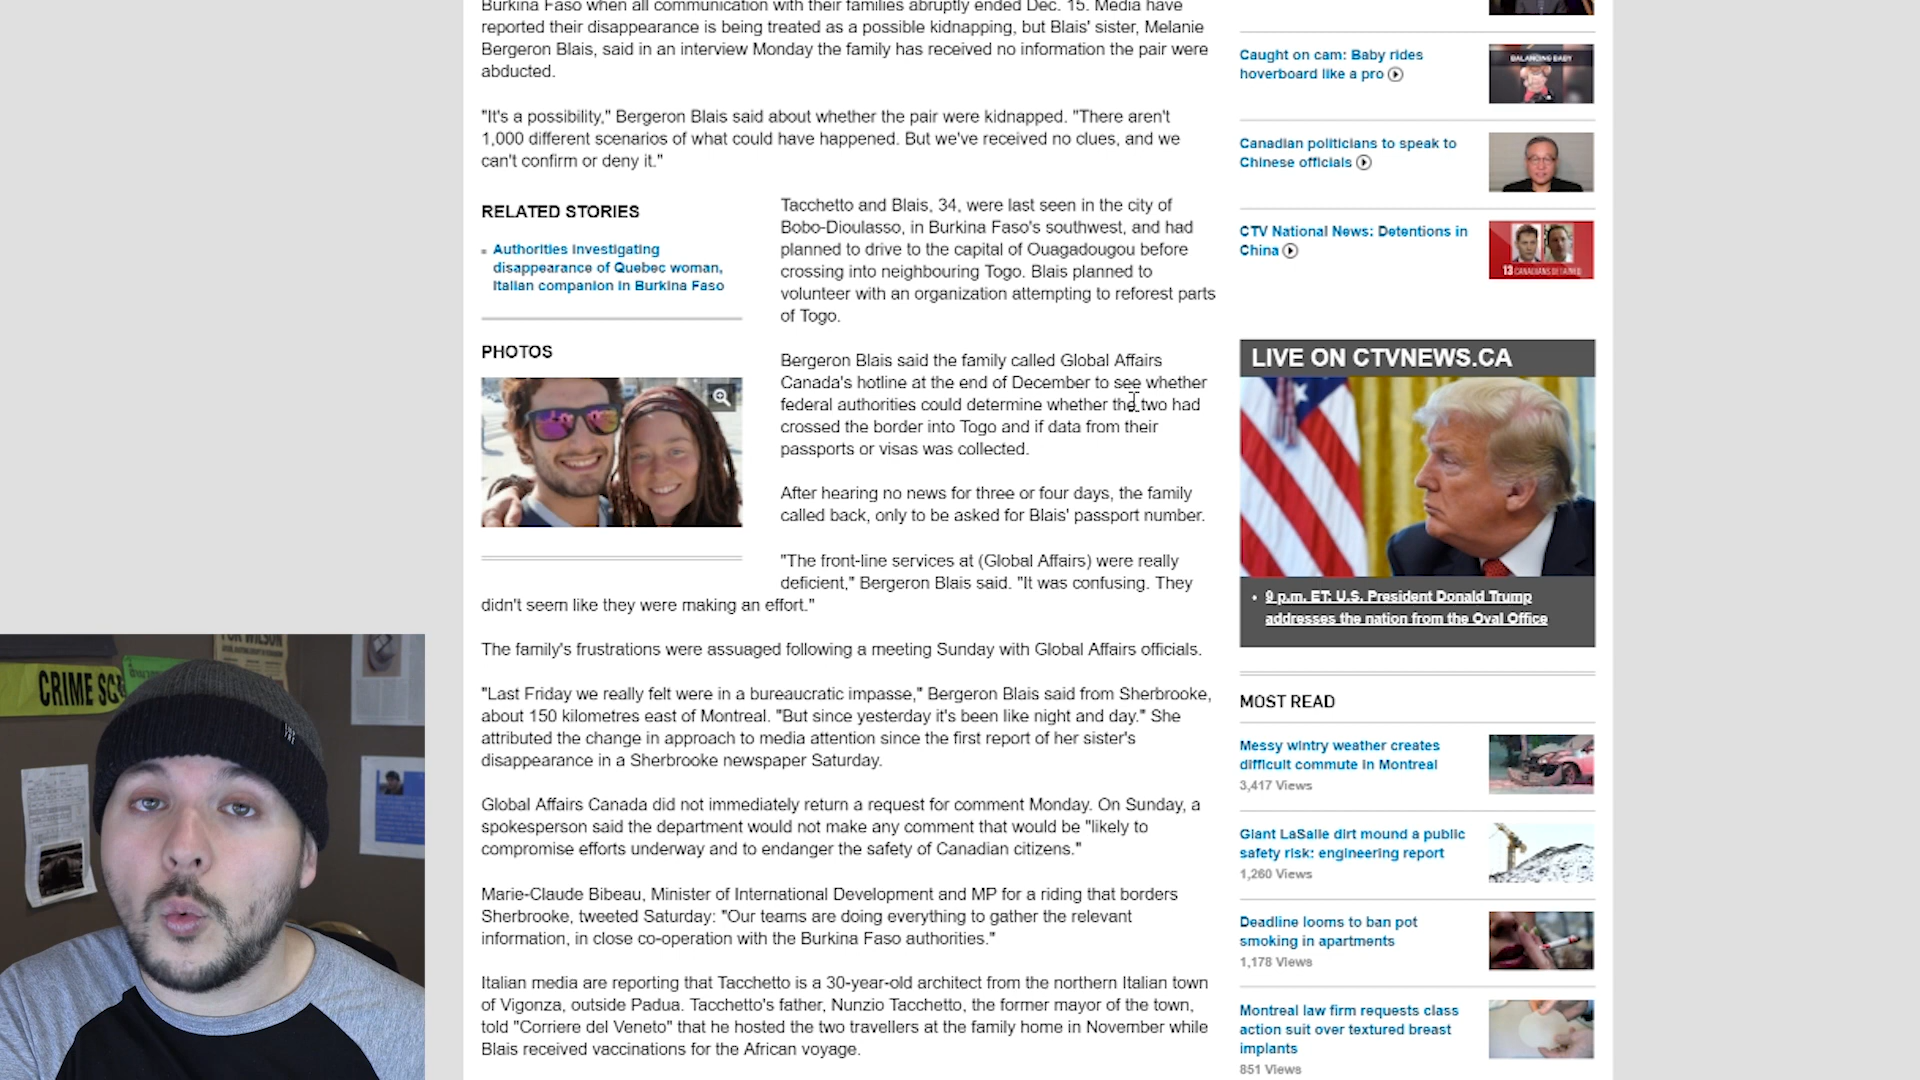 Burkina Faso when all communication with their families abruptly ended Dec. 15. Media have
reported their disappearance is being treated as a possible kidnapping, but Blais' sister, Melanie
Bergeron Blais, said in an interview Monday the family has received no information the pair were
abducted.
"It's a possibility," Bergeron Blais said about whether the pair were kidnapped. "There aren't
1,000 different scenarios of what could have happened. But we've received no clues, and we
can't confirm or deny it."
RELATED STORIES
Authorities investigating
disappearance of Quebec woman,
Italian companion in Burkina Faso
PHOTOS
Tacchetto and Blais, 34, were last seen in the city of
Bobo-Dioulasso, in Burkina Faso's southwest, and had
planned to drive to the capital of Ouagadougou before
crossing into neighbouring Togo. Blais planned to
volunteer with an organization attempting to reforest parts
of Togo.
Bergeron Blais said the family called Global Affairs
Canada's hotline at the end of December to see whether
federal authorities could determine whether the two had
crossed the border into Togo and if data from their
passports or visas was collected.
After hearing no news for three or four days, the family
called back, only to be asked for Blais' passport number.
"The front-line services at (Global Affairs) were really
deficient," Bergeron Blais said. "It was confusing. They
didn't seem like they were making an effort."
The family's frustrations were assuaged following a meeting Sunday with Global Affairs officials.
"Last Friday we really felt were in a bureaucratic impasse," Bergeron Blais said from Sherbrooke,
about 150 kilometres east of Montreal. "But since yesterday it's been like night and day." She
attributed the change in approach to media attention since the first report of her sister's
disappearance in a Sherbrooke newspaper Saturday.
Global Affairs Canada did not immediately return a request for comment Monday. On Sunday, a
spokesperson said the department would not make any comment that would be "likely to
compromise efforts underway and to endanger the safety of Canadian citizens."
Marie-Claude Bibeau, Minister of International Development and MP for a riding that borders
Sherbrooke, tweeted Saturday: "Our teams are doing everything to gather the relevant
information, in close co-operation with the Burkina Faso authorities."
Italian media are reporting that Tacchetto is a 30-year-old architect from the northern Italian town
of Vigonza, outside Padua. Tacchetto's father, Nunzio Tacchetto, the former mayor of the town,
told "Corriere del Veneto" that he hosted the two travellers at the family home in November while
Blais received vaccinations for the African voyage.
Caught on cam: Baby rides
hoverboard like a pro
BALANCING BABY
Canadian politicians to speak to
Chinese officials
CTV National News: Detentions in
China
13 CANADIANS DETAINED
LIVE ON CTVNEWS.CA
9 p.m. ET: U.S. President Donald Trump
addresses the nation from the Oval Office
MOST READ
Messy wintry weather creates
difficult commute in Montreal
3,417 Views
Giant LaSalle dirt mound a public
safety risk: engineering report
1,260 Views
Deadline looms to ban pot
smoking in apartments
1,178 Views
Montreal law firm requests class
action suit over textured breast
implants
851 Views
CRIME SC